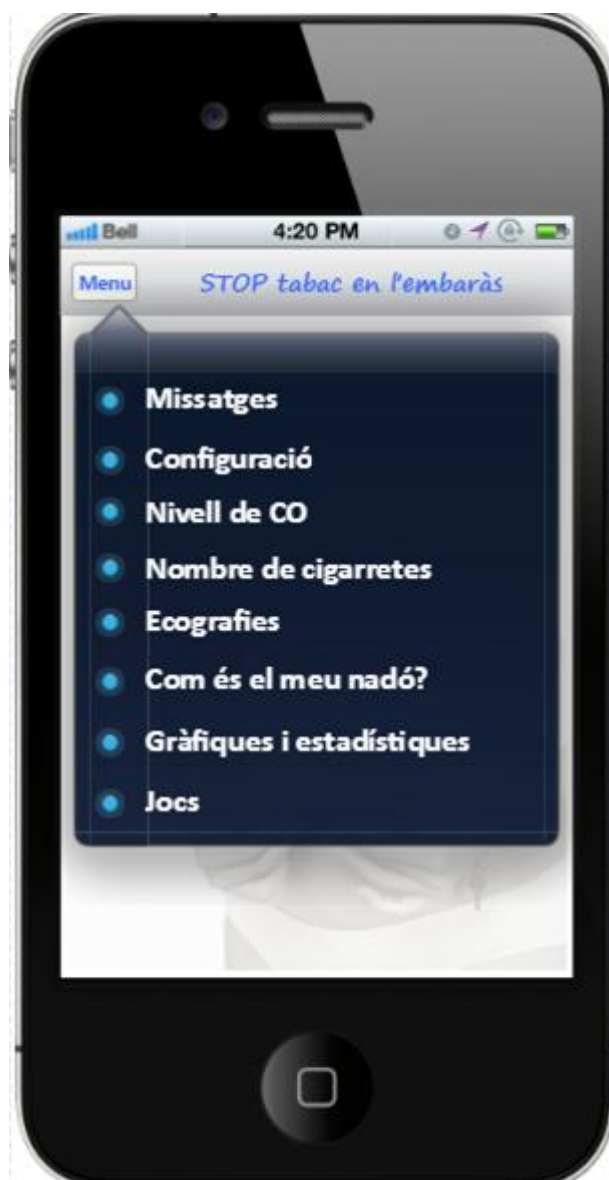 Bell 4:20 PM
Menu STOP tabac en l'embaràs
Missatges
Configuració
Nivell de CO
Nombre de cigarretes
Ecografies
Com és el meu nadó?
Gràfiques i estadístiques
Jocs